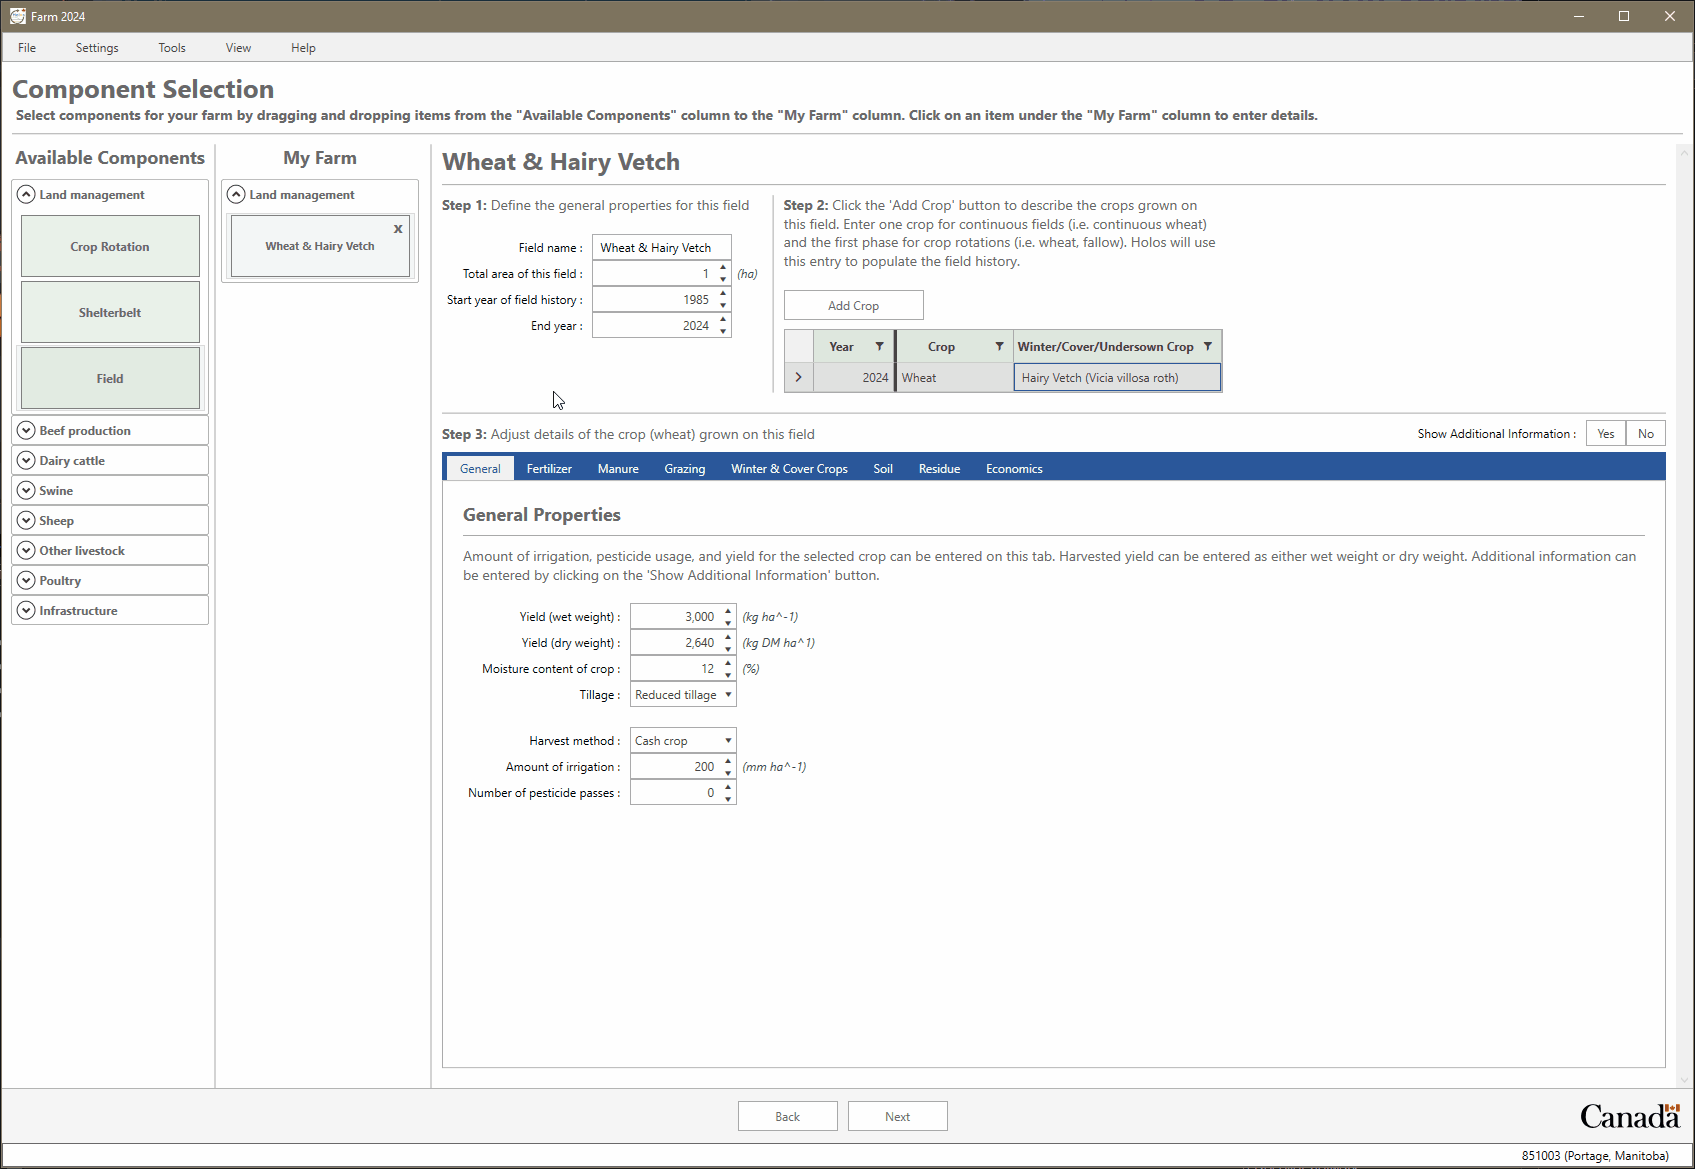 Farm 2024
File Settings Tools View Help
Component Selection
Select components for your farm by dragging and dropping items from the "Available Components" column to the "My Farm" column. Click on an item under the "My Farm" column to enter details.
Available Components
Land management
Crop Rotation
Shelterbelt
Field
Beef production
Dairy cattle
Swine
Sheep
Other livestock
Poultry
Infrastructure
My Farm
Land management
Wheat & Hairy Vetch x
Wheat & Hairy Vetch
Step 1: Define the general properties for this field
Field name : Wheat & Hairy Vetch
Total area of this field : 1 (ha)
Start year of field history : 1985
End year : 2024
Step 2: Click the 'Add Crop' button to describe the crops grown on
this field. Enter one crop for continuous fields (i.e. continuous wheat)
and the first phase for crop rotations (i.e. wheat, fallow). Holos will use
this entry to populate the field history.
Add Crop
Year Crop Winter/Cover/Undersown Crop
2024 Wheat Hairy Vetch (Vicia villosa roth)
Step 3: Adjust details of the crop (wheat) grown on this field
Show Additional Information : Yes No
General Fertilizer Manure Grazing Winter & Cover Crops Soil Residue Economics
General Properties
Amount of irrigation, pesticide usage, and yield for the selected crop can be entered on this tab. Harvested yield can be entered as either wet weight or dry weight. Additional information can
be entered by clicking on the 'Show Additional Information' button.
Yield (wet weight) : 3,000 (kg ha^-1)
Yield (dry weight) : 2,640 (kg DM ha^1)
Moisture content of crop : 12 (%)
Tillage : Reduced tillage
Harvest method : Cash crop
Amount of irrigation : 200 (mm ha^-1)
Number of pesticide passes : 0
Back Next
Canada
851003 (Portage, Manitoba)